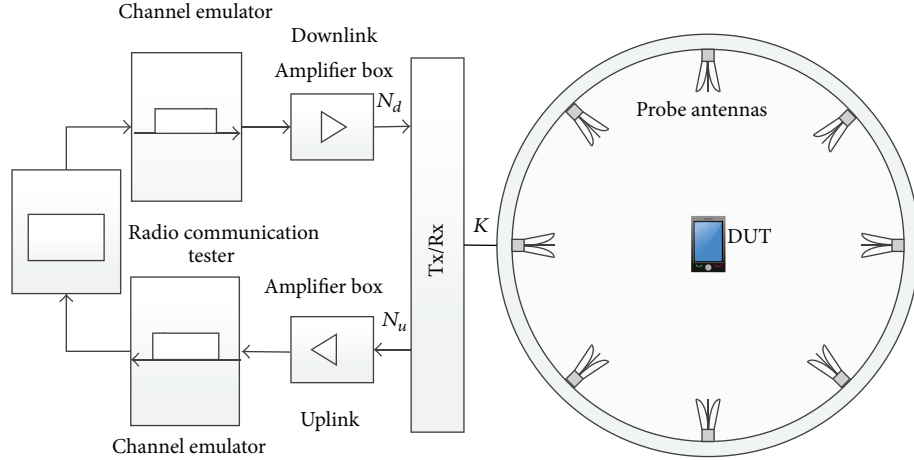 Channel emulator
Downlink
Amplifier box
N_d
Probe antennas
Tx/Rx
K
DUT
Radio communication
tester
Amplifier box
N_u
Uplink
Channel emulator